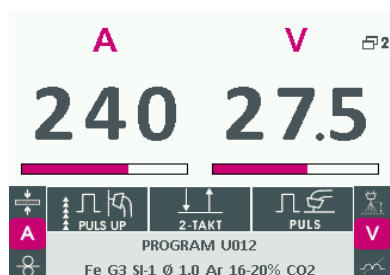 A V
2
240 27.5
PULS UP 2-TAKT PULS
A V
PROGRAM U012
Fe G3 Si-1 Ø 1.0 Ar 16-20% CO2